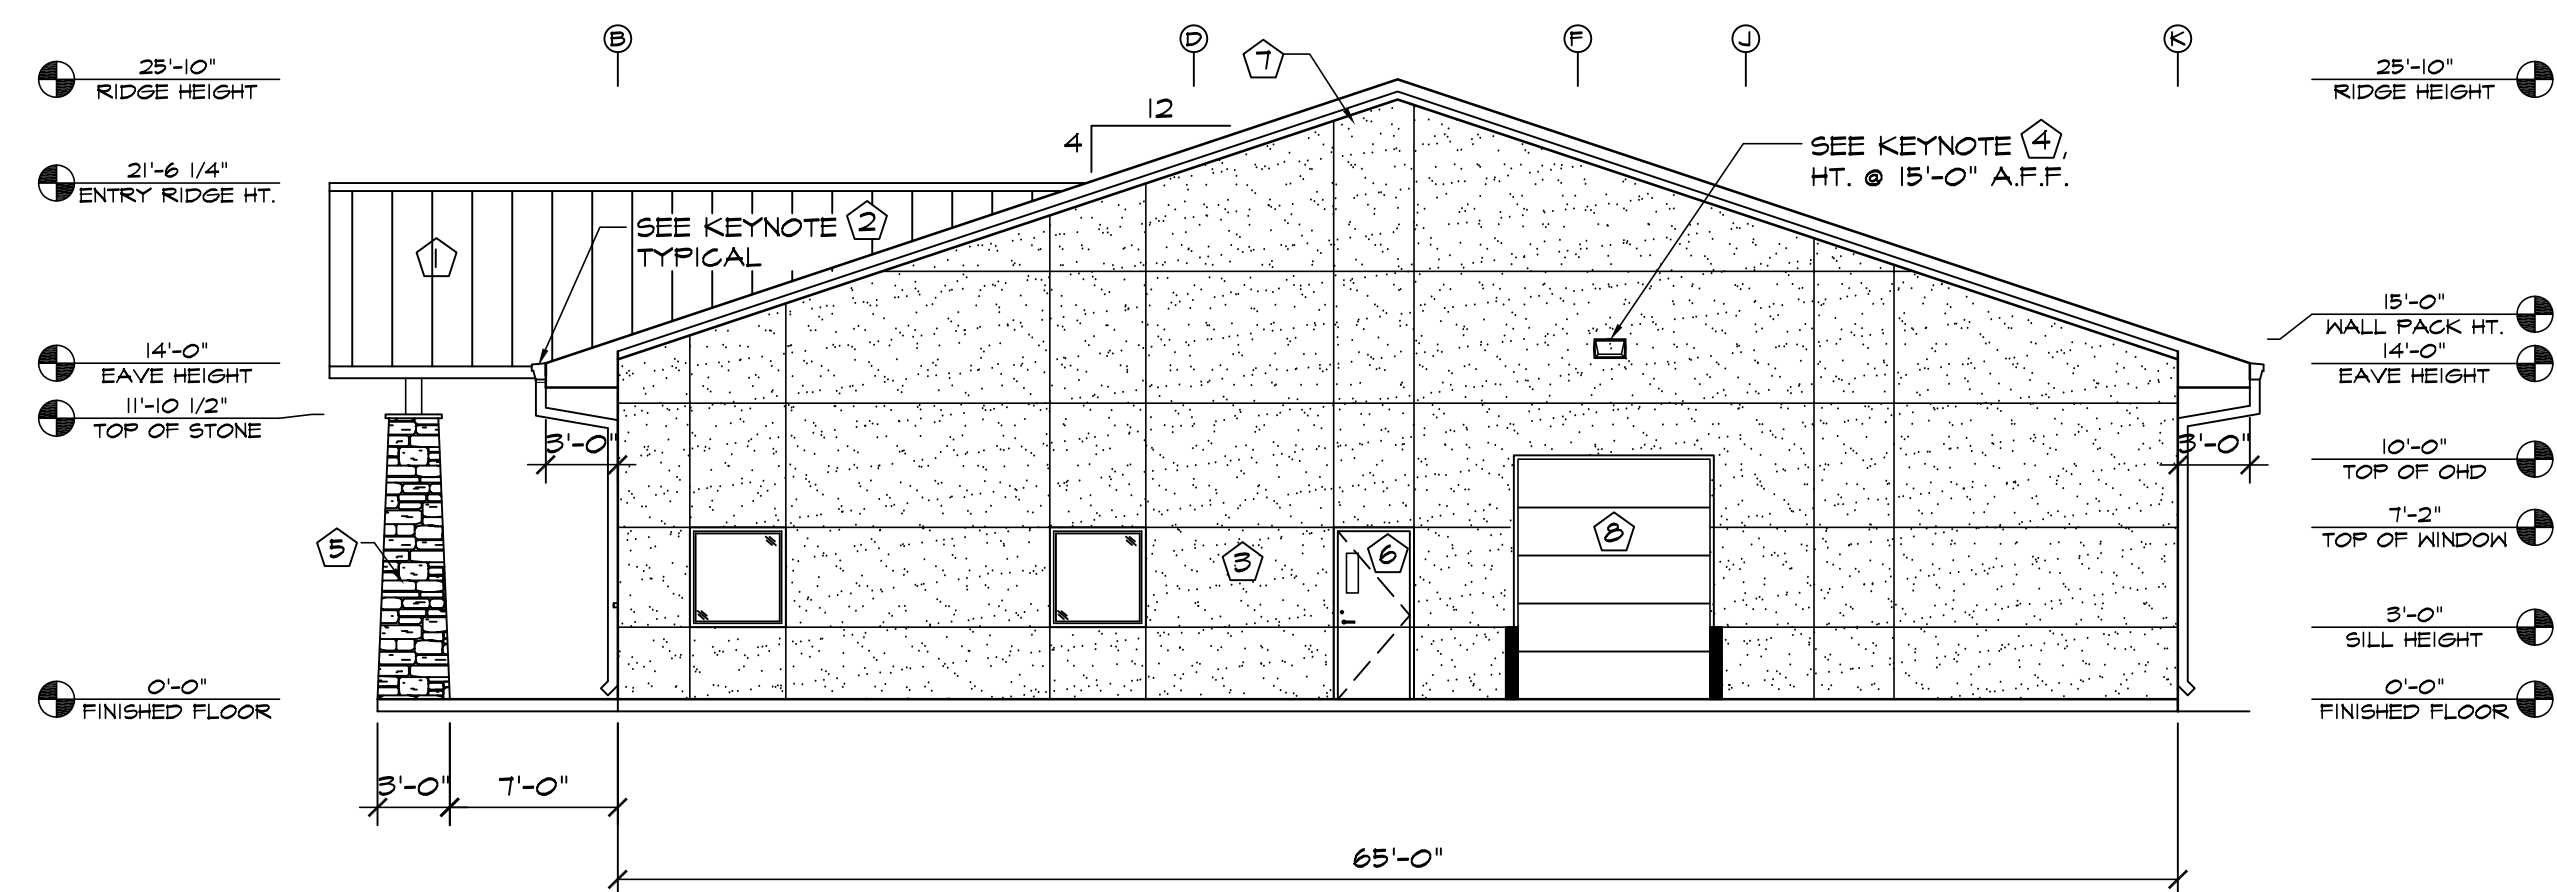 B
D
F
J
K
7
25'-10"
RIDGE HEIGHT
25'-10"
RIDGE HEIGHT
12
4
SEE KEYNOTE 4,
HT. @ 15'-0" A.F.F.
21'-6 1/4"
ENTRY RIDGE HT.
SEE KEYNOTE 2
TYPICAL
1
15'-0"
WALL PACK HT.
14'-0"
EAVE HEIGHT
14'-0"
EAVE HEIGHT
11'-10 1/2"
TOP OF STONE
3'-0"
3'-0"
10'-0"
TOP OF OHD
7'-2"
TOP OF WINDOW
5
3
6
8
3'-0"
SILL HEIGHT
0'-0"
FINISHED FLOOR
0'-0"
FINISHED FLOOR
3'-0"
7'-0"
65'-0"